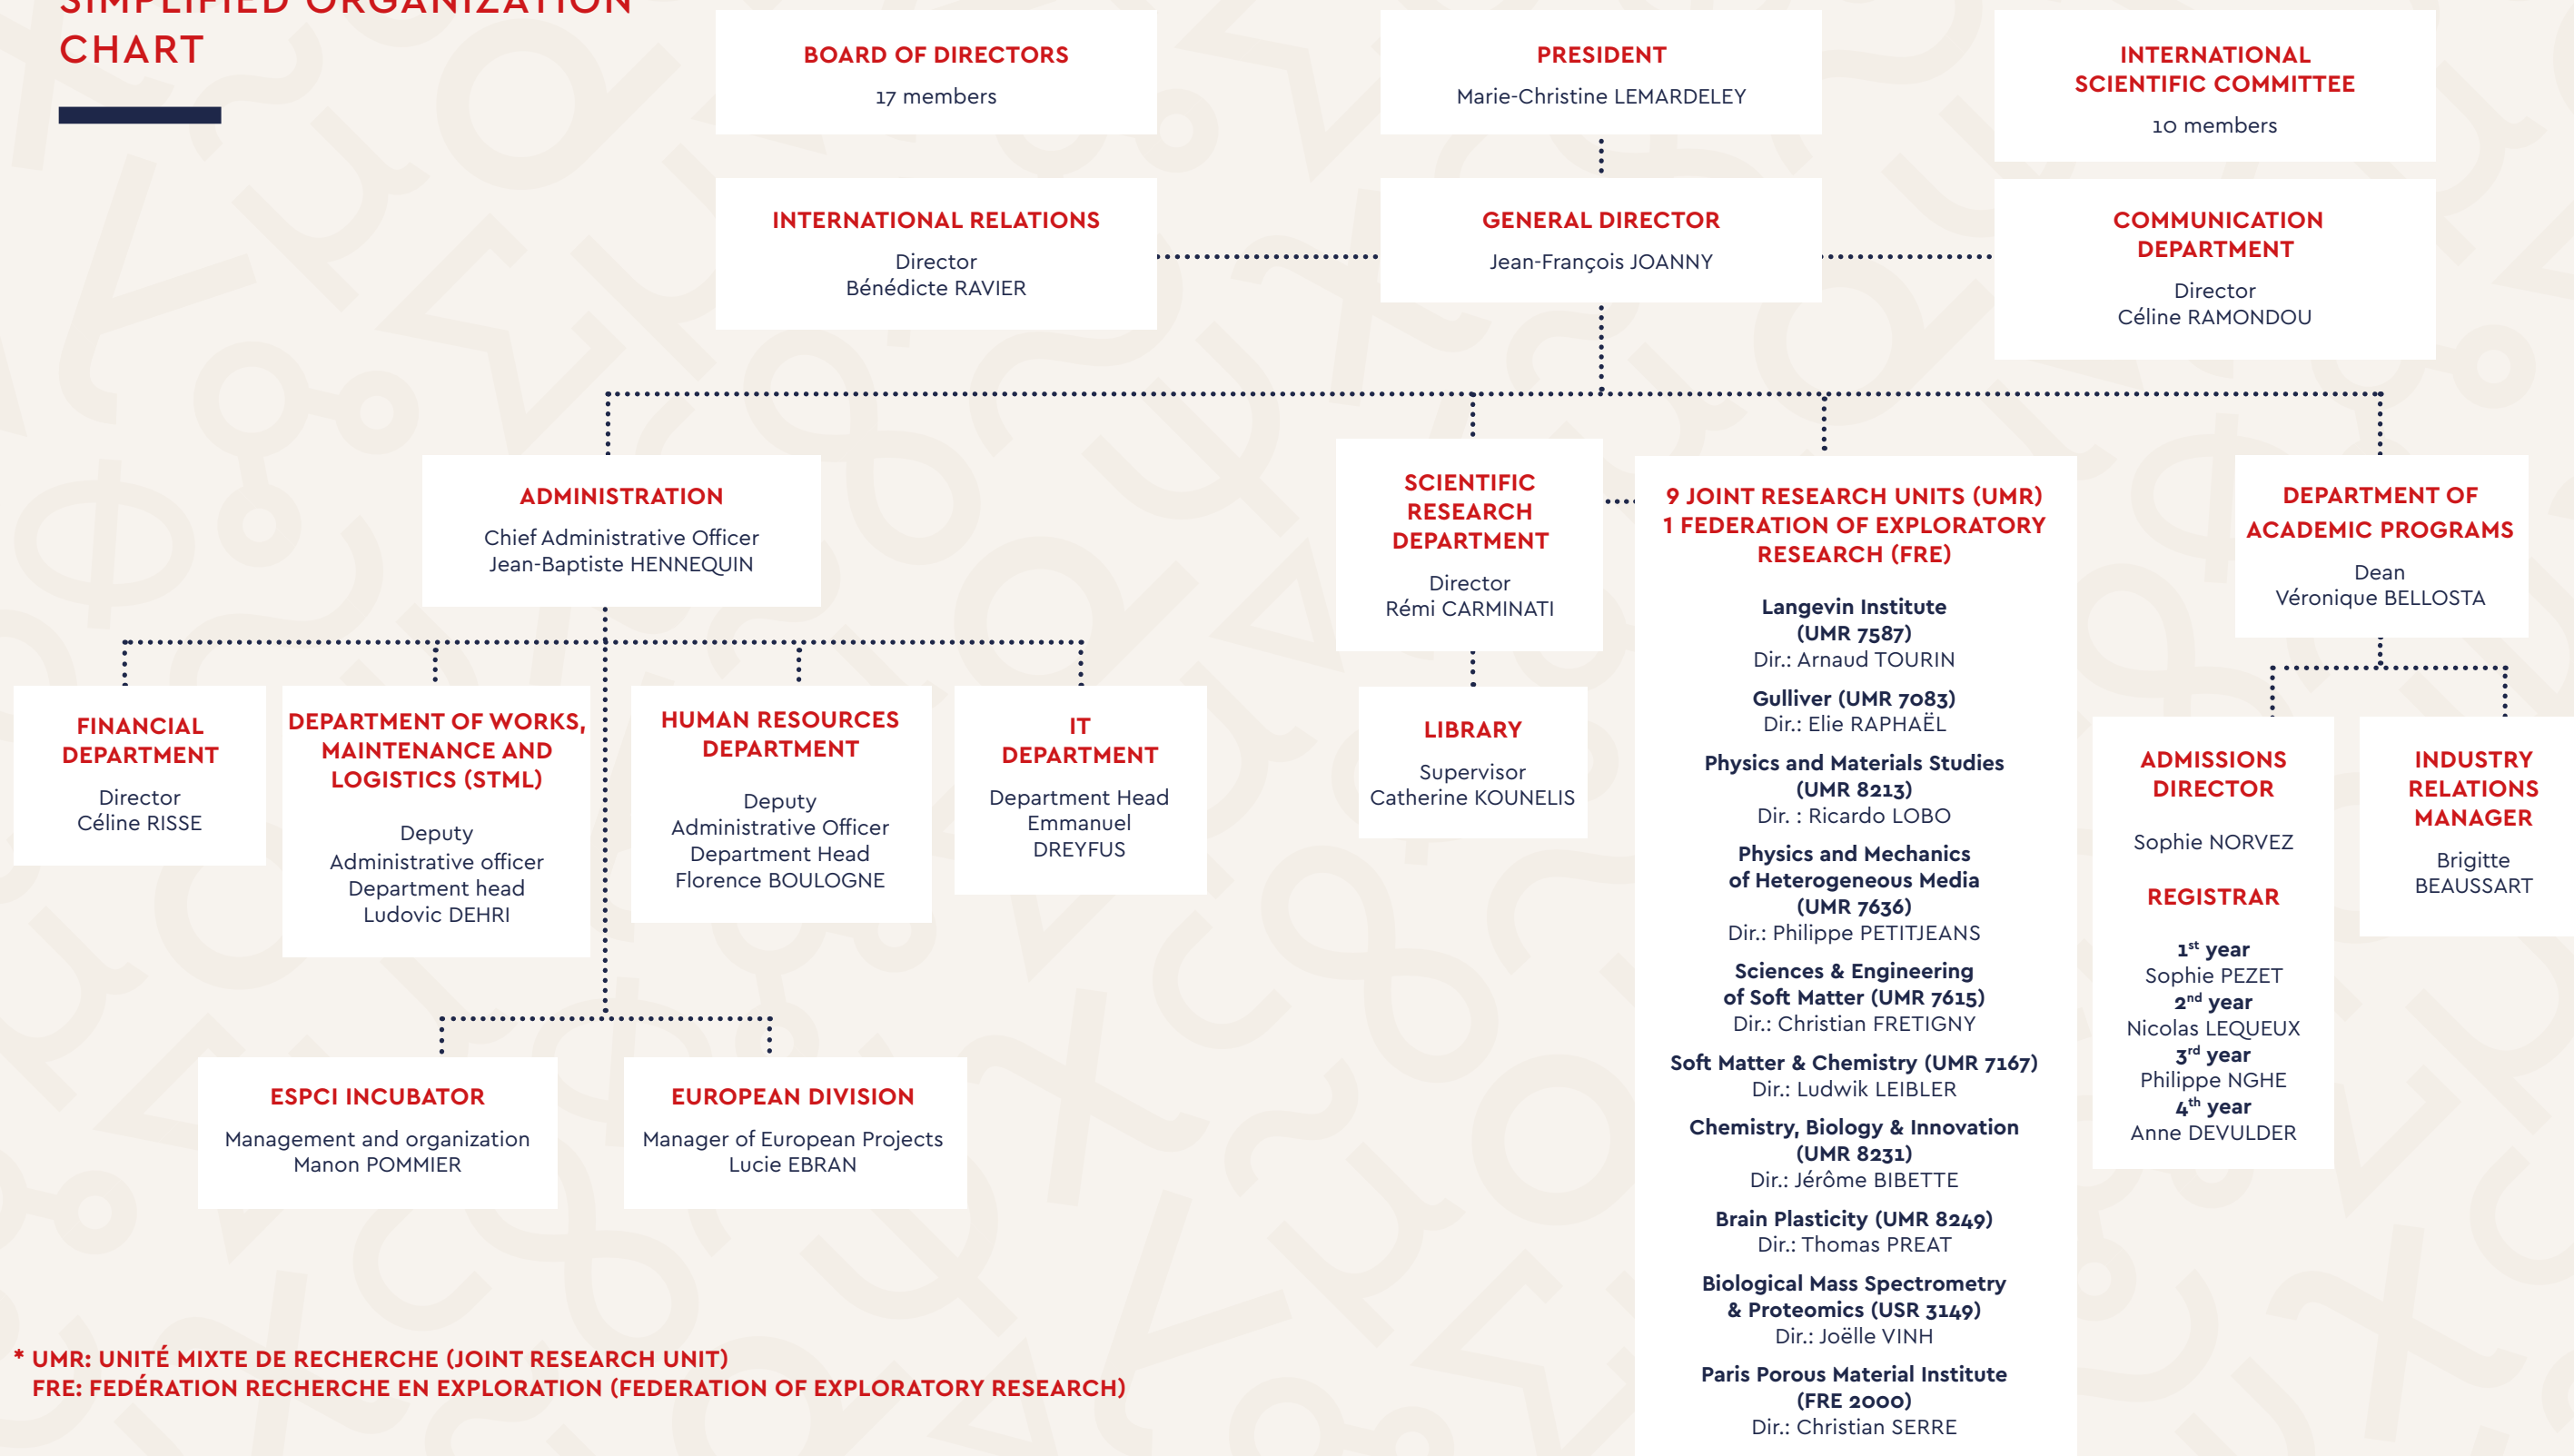 SIMPLIFIED ORGANIZATION
CHART
BOARD OF DIRECTORS
17 members
PRESIDENT
Marie-Christine LEMARDELEY
INTERNATIONAL
SCIENTIFIC COMMITTEE
10 members
INTERNATIONAL RELATIONS
Director
Bénédicte RAVIER
GENERAL DIRECTOR
Jean-François JOANNY
COMMUNICATION
DEPARTMENT
Director
Céline RAMONDOU
ADMINISTRATION
Chief Administrative Officer
Jean-Baptiste HENNEQUIN
SCIENTIFIC
RESEARCH
DEPARTMENT
Director
Rémi CARMINATI
9 JOINT RESEARCH UNITS (UMR)
1 FEDERATION OF EXPLORATORY
RESEARCH (FRE)
Langevin Institute
(UMR 7587)
Dir.: Arnaud TOURIN
Gulliver (UMR 7083)
Dir.: Elie RAPHAËL
Physics and Materials Studies
(UMR 8213)
Dir. : Ricardo LOBO
Physics and Mechanics
of Heterogeneous Media
(UMR 7636)
Dir.: Philippe PETITJEANS
Sciences & Engineering
of Soft Matter (UMR 7615)
Dir.: Christian FRETIGNY
Soft Matter & Chemistry (UMR 7167)
Dir.: Ludwik LEIBLER
Chemistry, Biology & Innovation
(UMR 8231)
Dir.: Jérôme BIBETTE
Brain Plasticity (UMR 8249)
Dir.: Thomas PREAT
Biological Mass Spectrometry
& Proteomics (USR 3149)
Dir.: Joëlle VINH
Paris Porous Material Institute
(FRE 2000)
Dir.: Christian SERRE
DEPARTMENT OF
ACADEMIC PROGRAMS
Dean
Véronique BELLOSTA
FINANCIAL
DEPARTMENT
Director
Céline RISSE
DEPARTMENT OF WORKS,
MAINTENANCE AND
LOGISTICS (STML)
Deputy
Administrative officer
Department head
Ludovic DEHRI
HUMAN RESOURCES
DEPARTMENT
Deputy
Administrative Officer
Department Head
Florence BOULOGNE
IT
DEPARTMENT
Department Head
Emmanuel
DREYFUS
LIBRARY
Supervisor
Catherine KOUNELIS
ADMISSIONS
DIRECTOR
Sophie NORVEZ
REGISTRAR
1st year
Sophie PEZET
2nd year
Nicolas LEQUEUX
3rd year
Philippe NGHE
4th year
Anne DEVULDER
INDUSTRY
RELATIONS
MANAGER
Brigitte
BEAUSSART
ESPCI INCUBATOR
Management and organization
Manon POMMIER
EUROPEAN DIVISION
Manager of European Projects
Lucie EBRAN
* UMR: UNITÉ MIXTE DE RECHERCHE (JOINT RESEARCH UNIT)
FRE: FEDÉRATION RECHERCHE EN EXPLORATION (FEDERATION OF EXPLORATORY RESEARCH)